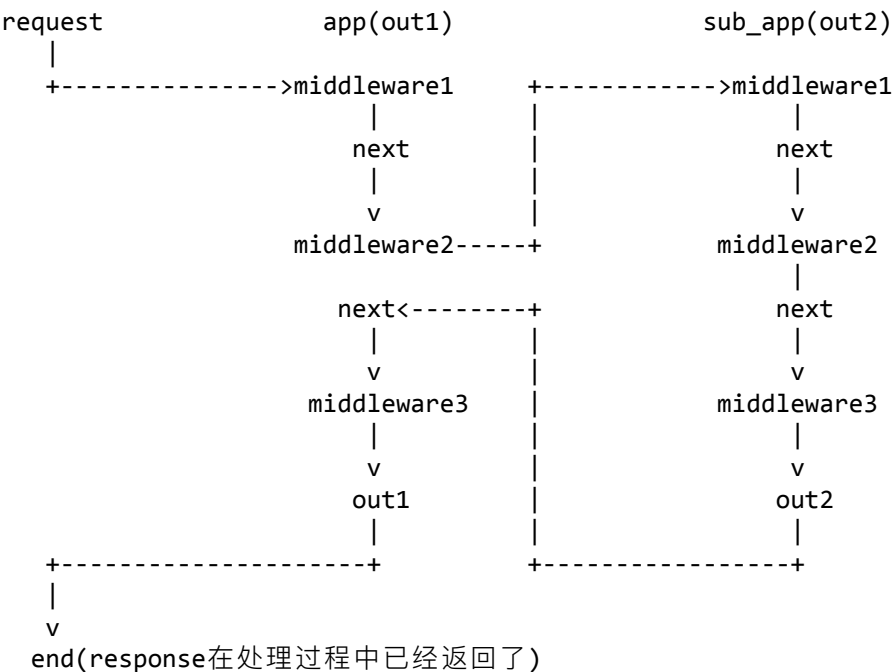 request app(out1) sub_app(out2)
|
+--------------->middleware1 +------------>middleware1
| | |
next | next
| | |
v | v
middleware2-----+ middleware2
|
next<--------+ next
| | |
v | v
middleware3 | middleware3
| | |
v | v
out1 | out2
| | |
+---------------------+ +-----------------+
|
v
end(response在处理过程中已经返回了)